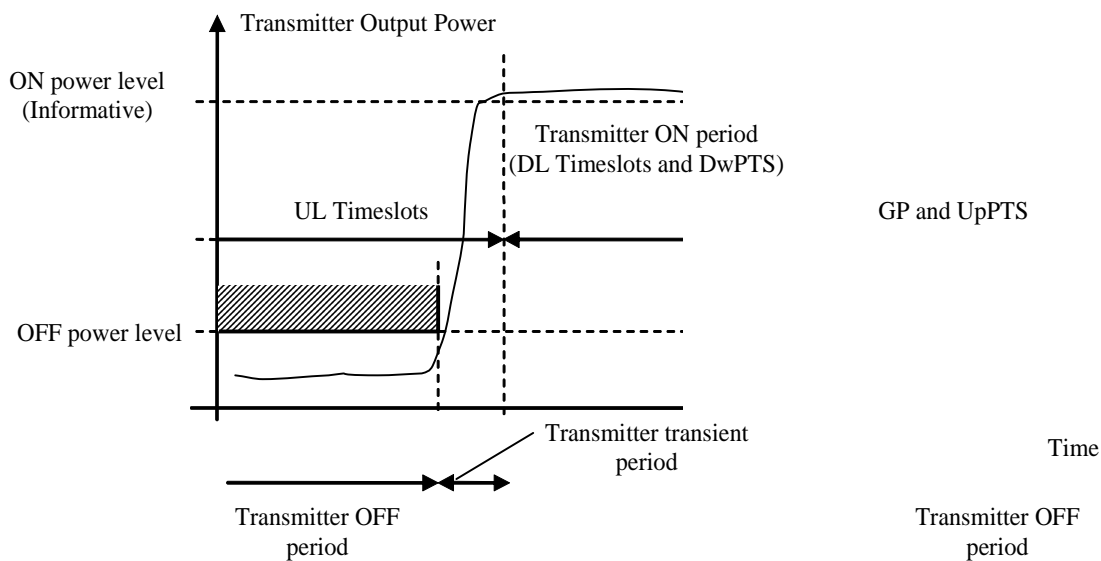 Transmitter Output Power
ON power level
(Informative)
Transmitter ON period
(DL Timeslots and DwPTS)
UL Timeslots
GP and UpPTS
OFF power level
Transmitter transient
period
Time
Transmitter OFF
period
Transmitter OFF
period